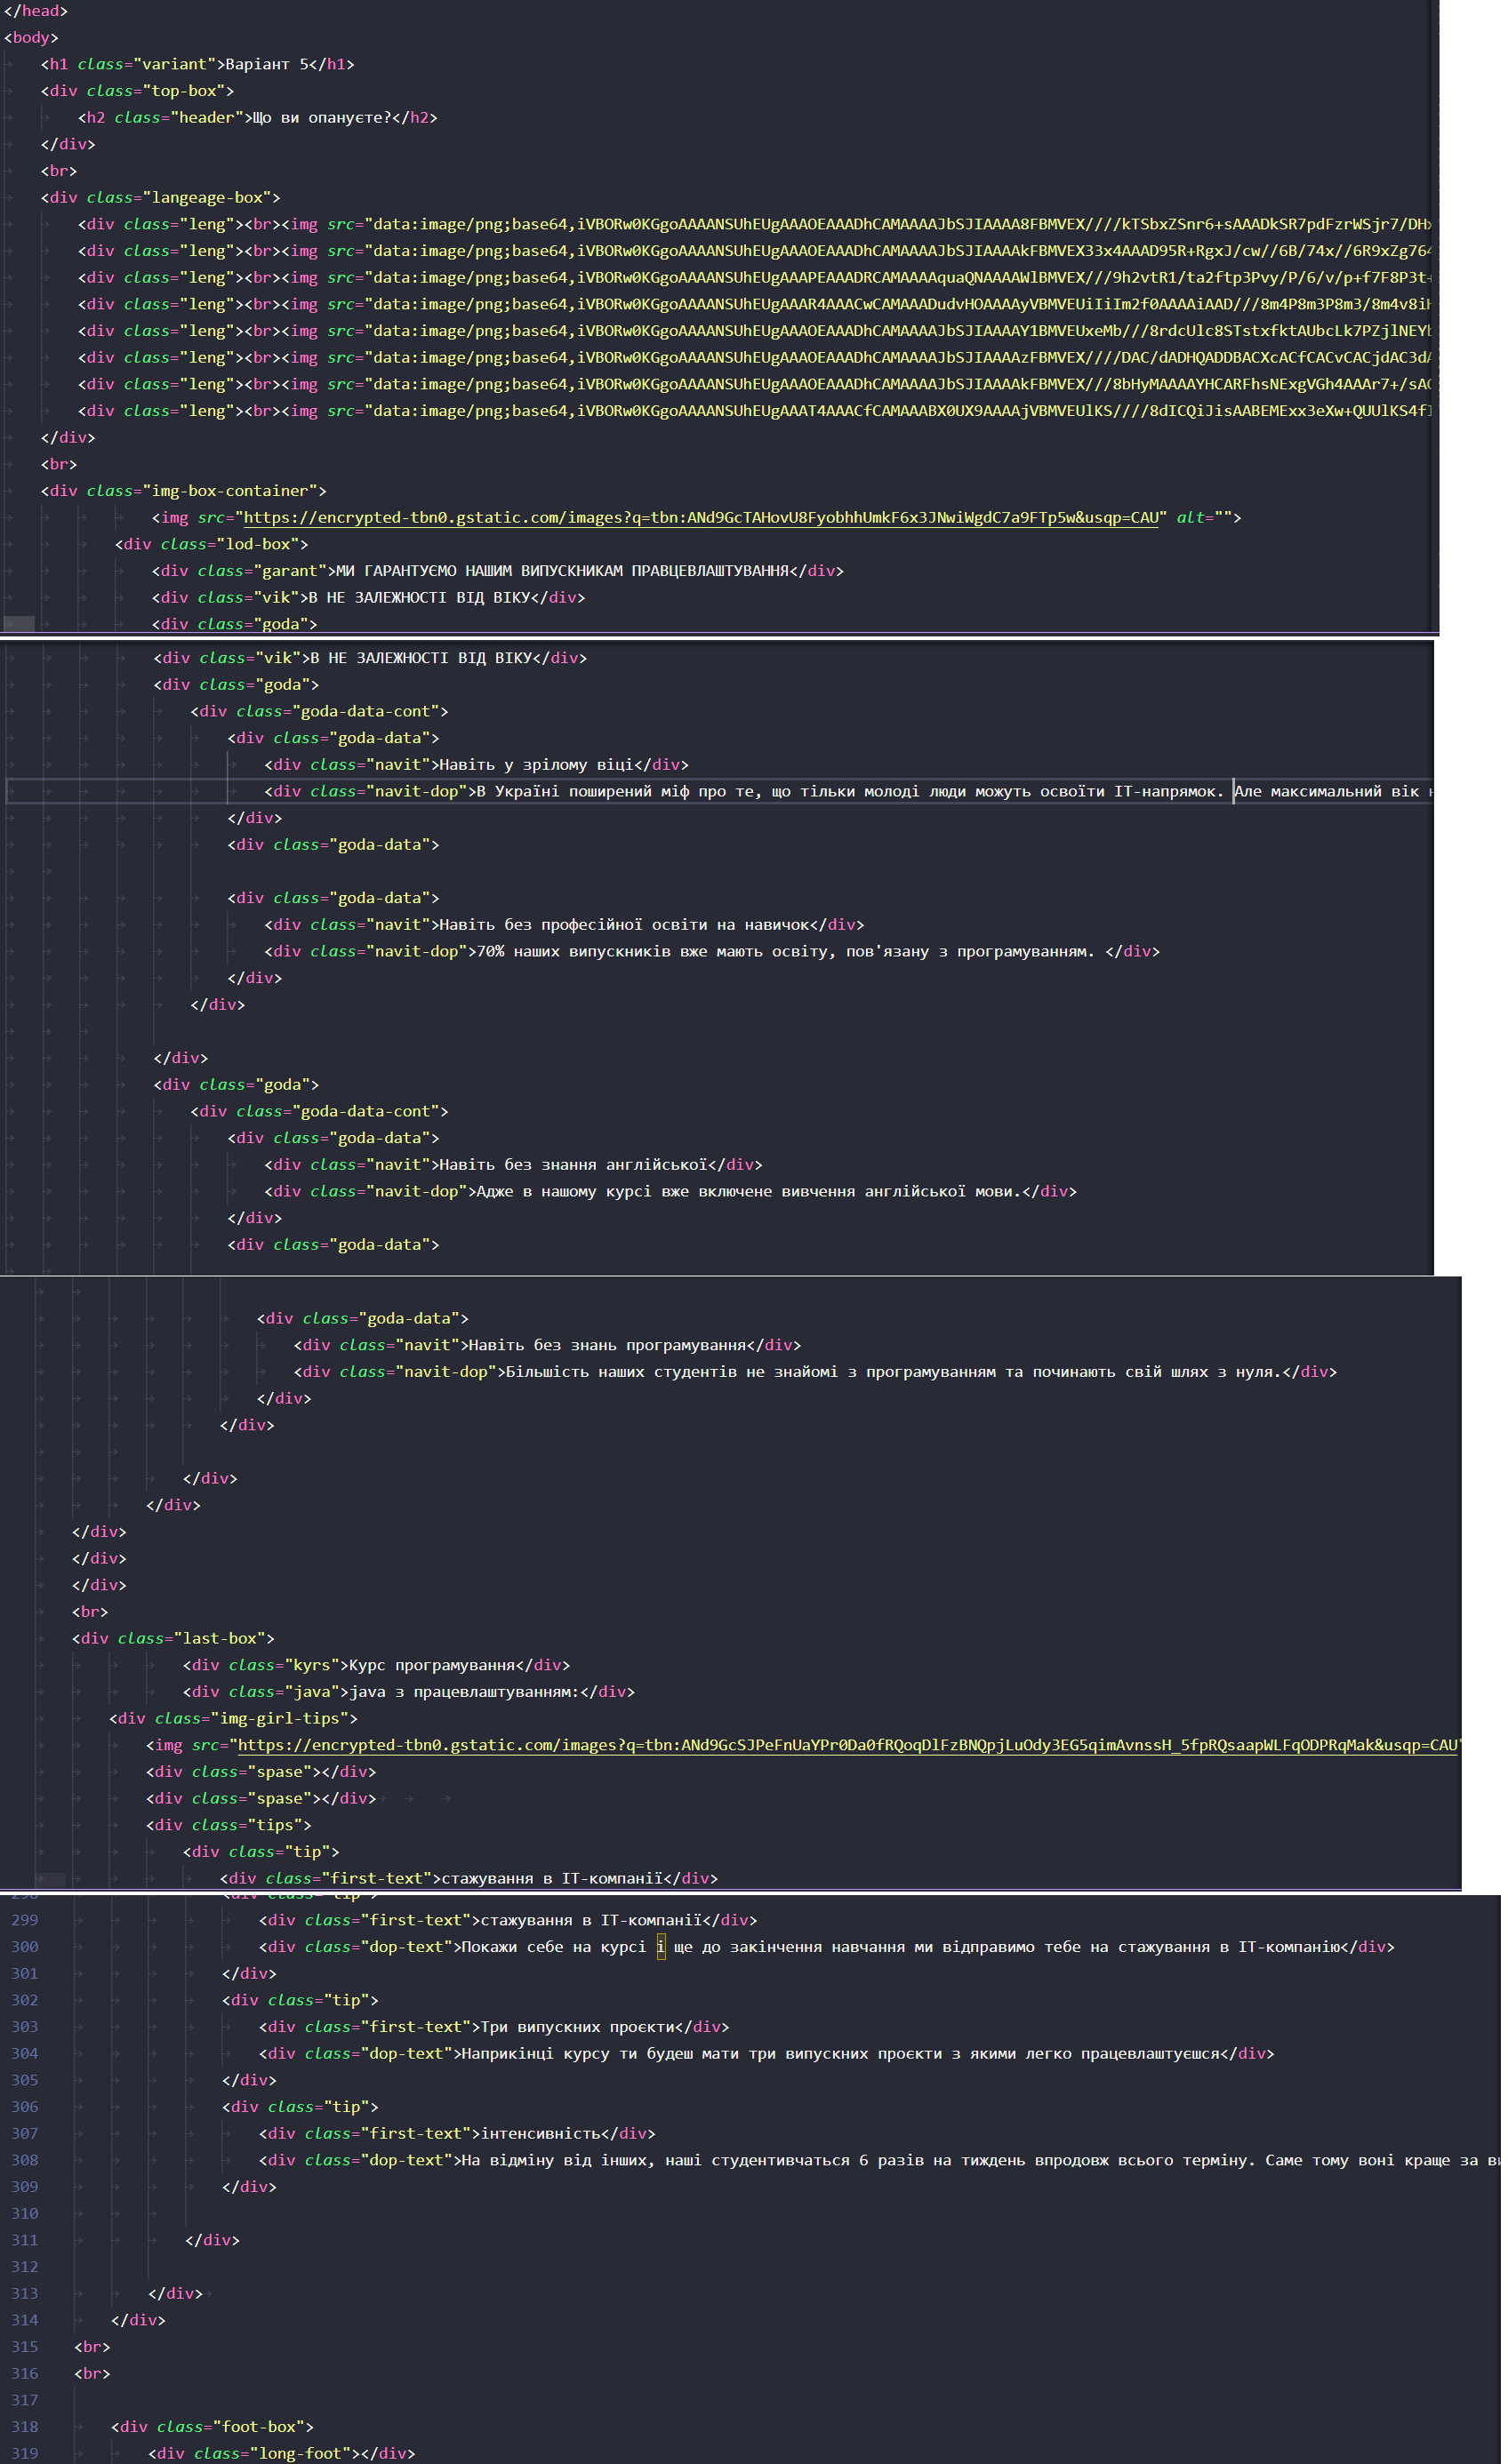 </head>
<body>
<h1 class="variant">Варіант 5</h1>
<div class="top-box">
<h2 class="header">Що ви опануєте?</h2>
</div>
<br>
<div class="langeage-box">
<div class="leng"><br><img src="data:image/png;base64,iVBORw0KGgoAAAANSUhEUgAAAOEAAADhCAMAAAAJbSJIAAAA8FBMVEX////kTSbxZSnr6+sAAADkSR7pdFzrWSjr7/DHx
<div class="leng"><br><img src="data:image/png;base64,iVBORw0KGgoAAAANSUhEUgAAAOEAAADhCAMAAAAJbSJIAAAAkFBMVEX33x4AAAD95R+RgxJ/cw//6B/74x//6R9xZg764
<div class="leng"><br><img src="data:image/png;base64,iVBORw0KGgoAAAANSUhEUgAAAPEAAADRCAMAAAAquaQNAAAAWlBMVEX///9h2vtR1/ta2ftp3Pvy/P/6/v/p+f7F8P3t+
<div class="leng"><br><img src="data:image/png;base64,iVBORw0KGgoAAAANSUhEUgAAAR4AAACwCAMAAADudvHOAAAAyVBMVEUiIiIm2f0AAAAiAAD///8m4P8m3P8m3/8m4v8iH
<div class="leng"><br><img src="data:image/png;base64,iVBORw0KGgoAAAANSUhEUgAAAOEAAADhCAMAAAAJbSJIAAAAY1BMVEUxeMb///8rdcUlc8STstxfktAUbcLk7PZjlNEYb
<div class="leng"><br><img src="data:image/png;base64,iVBORw0KGgoAAAANSUhEUgAAAOEAAADhCAMAAAAJbSJIAAAAzFBMVEX////DAC/dADHQADDBACXcACfCACvCACjdAC3dA
<div class="leng"><br><img src="data:image/png;base64,iVBORw0KGgoAAAANSUhEUgAAAOEAAADhCAMAAAAJbSJIAAAAkFBMVEX///8bHyMAAAAYHCARFhsNExgVGh4AAAr7+/sAC
<div class="leng"><br><img src="data:image/png;base64,iVBORw0KGgoAAAANSUhEUgAAAT4AAACfCAMAAABX0UX9AAAAjVBMVEUlKS////8dICQiJisAABEMExx3eXw+QUUlKS4fI
</div>
<br>
<div class="img-box-container">
<img src="https://encrypted-tbn0.gstatic.com/images?q=tbn:ANd9GcTAHovU8FyobhhUmkF6x3JNwiWgdC7a9FTp5w&usqp=CAU" alt="">
<div class="lod-box">
<div class="garant">МИ ГАРАНТУЄМО НАШИМ ВИПУСКНИКАМ ПРАВЦЕВЛАШТУВАННЯ</div>
<div class="vik">В НЕ ЗАЛЕЖНОСТІ ВІД ВІКУ</div>
<div class="goda">
<div class="vik">В НЕ ЗАЛЕЖНОСТІ ВІД ВІКУ</div>
<div class="goda">
<div class="goda-data-cont">
<div class="goda-data">
<div class="navit">Навіть у зрілому віці</div>
<div class="navit-dop">В Україні поширений міф про те, що тільки молоді люди можуть освоїти ІТ-напрямок. Але максимальний вік
</div>
<div class="goda-data">
<div class="goda-data">
<div class="navit">Навіть без професійної освіти на навичок</div>
<div class="navit-dop">70% наших випускників вже мають освіту, пов'язану з програмуванням. </div>
</div>
</div>
</div>
<div class="goda">
<div class="goda-data-cont">
<div class="goda-data">
<div class="navit">Навіть без знання англійської</div>
<div class="navit-dop">Адже в нашому курсі вже включене вивчення англійської мови.</div>
</div>
<div class="goda-data">
<div class="goda-data">
<div class="navit">Навіть без знань програмування</div>
<div class="navit-dop">Більшість наших студентів не знайомі з програмуванням та починають свій шлях з нуля.</div>
</div>
</div>
</div>
</div>
</div>
</div>
</div>
<br>
<div class="last-box">
<div class="kyrs">Курс програмування</div>
<div class="java">java з працевлаштуванням:</div>
<div class="img-girl-tips">
<img src="https://encrypted-tbn0.gstatic.com/images?q=tbn:ANd9GcSJPeFnUaYPr0Da0fRQoqDlFzBNQpjLuOdy3EG5qimAvnssH_5fpRQsaapWLFqODPRqMak&usqp=CAU"
<div class="spase"></div>
<div class="spase"></div>
<div class="tips">
<div class="tip">
<div class="first-text">стажування в ІТ-компанії</div>
298 <div class="tip">
299 <div class="first-text">стажування в ІТ-компанії</div>
300 <div class="dop-text">Покажи себе на курсі і ще до закінчення навчання ми відправимо тебе на стажування в ІТ-компанію</div>
301 </div>
302 <div class="tip">
303 <div class="first-text">Три випускних проєкти</div>
304 <div class="dop-text">Наприкінці курсу ти будеш мати три випускних проєкти з якими легко працевлаштуєшся</div>
305 </div>
306 <div class="tip">
307 <div class="first-text">інтенсивність</div>
308 <div class="dop-text">На відміну від інших, наші студентивчаться 6 разів на тиждень впродовж всього терміну. Саме тому воні краще за ви
309 </div>
310
311 </div>
312
313 </div>
314 </div>
315 <br>
316 <br>
317
318 <div class="foot-box">
319 <div class="long-foot"></div>